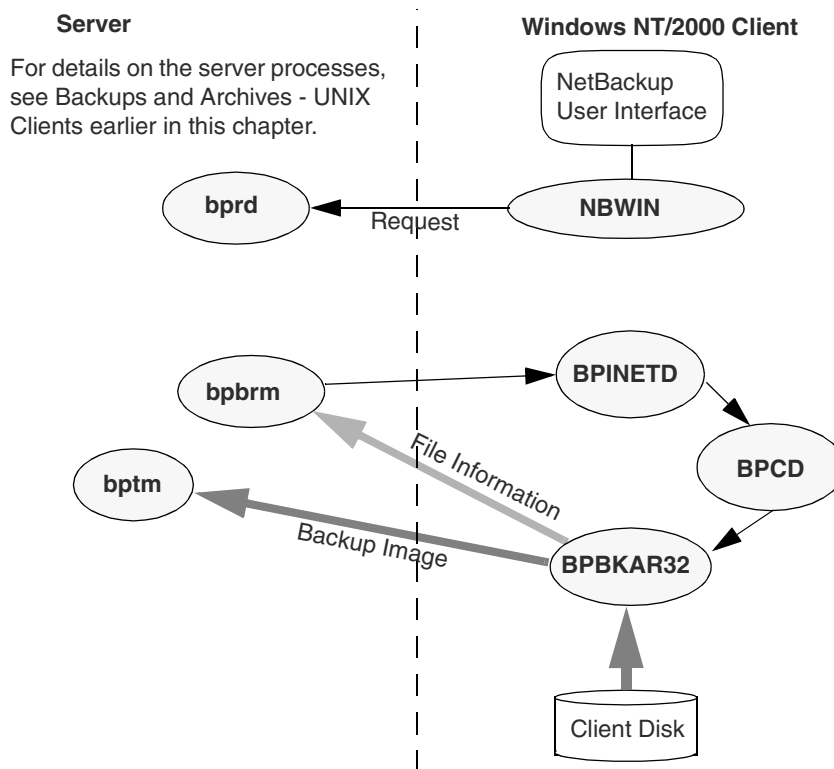 Server
Windows NT/2000 Client
For details on the server processes,
see Backups and Archives - UNIX
Clients earlier in this chapter.
NetBackup
User Interface
bprd
Request
NBWIN
bpbrm
BPINETD
File Information
BPCD
bptm
Backup Image
BPBKAR32
Client Disk